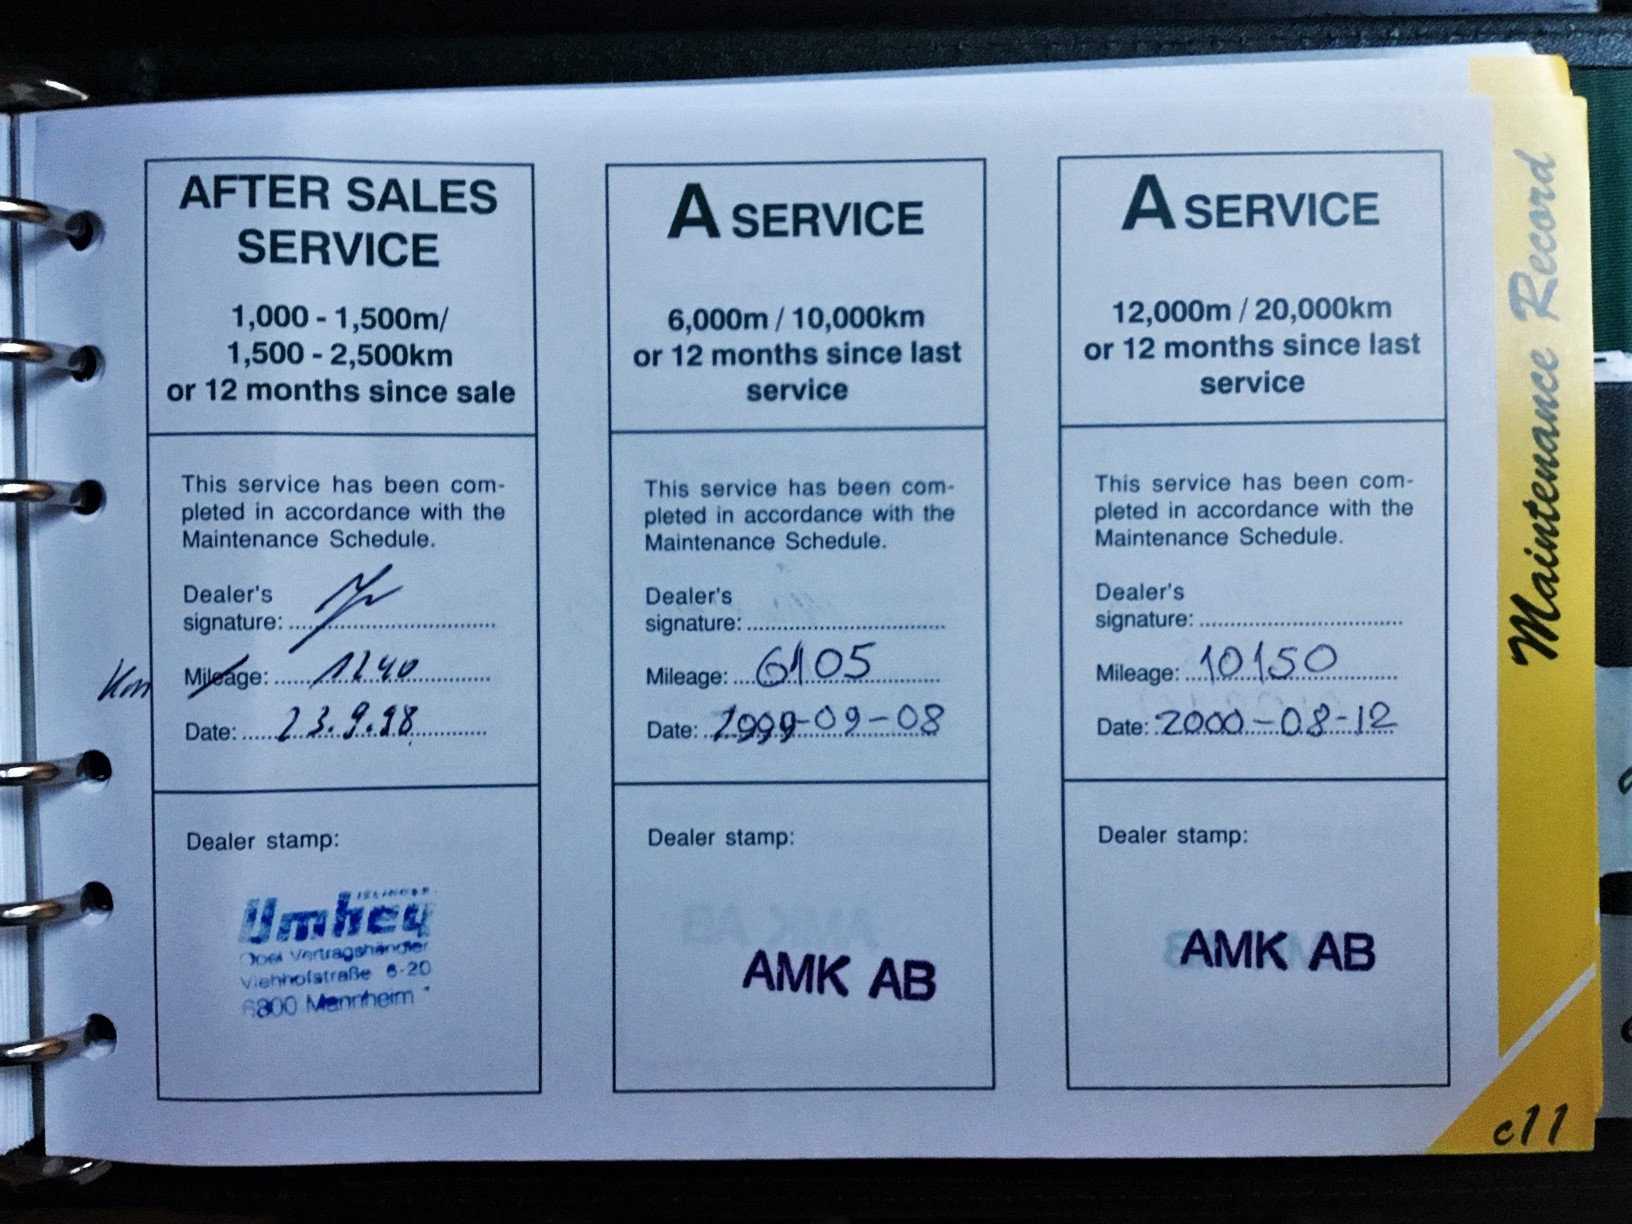 AFTER SALES
SERVICE
1,000 - 1,500m/
1,500 - 2,500km
or 12 months since sale
This service has been com-
pleted in accordance with the
Maintenance Schedule.
Dealer's
signature:
Km Mileage: 1240
Date: 23.9.98
Dealer stamp:
Umheq
Opel Vertragshändler
Viehhofstraße 6-20
6800 Mannheim 1
A SERVICE
6,000m / 10,000km
or 12 months since last
service
This service has been com-
pleted in accordance with the
Maintenance Schedule.
Dealer's
signature:
Mileage: 6105
Date: 1999-09-08
Dealer stamp:
AMK AB
A SERVICE
12,000m / 20,000km
or 12 months since last
service
This service has been com-
pleted in accordance with the
Maintenance Schedule.
Dealer's
signature:
Mileage: 10150
Date: 2000-08-12
Dealer stamp:
AMK AB
Maintenance Record
c11